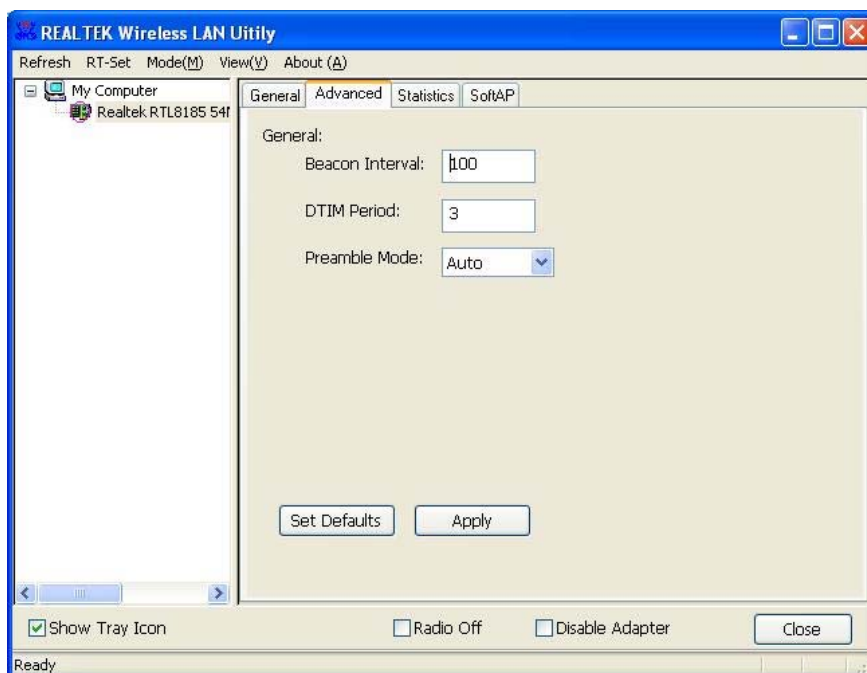 REALTEK Wireless LAN Uitily
Refresh RT-Set Mode(M) View(V) About (A)
My Computer
Realtek RTL8185 54M
General Advanced Statistics SoftAP
General:
Beacon Interval: 100
DTIM Period: 3
Preamble Mode: Auto
Set Defaults Apply
Show Tray Icon Radio Off Disable Adapter Close
Ready